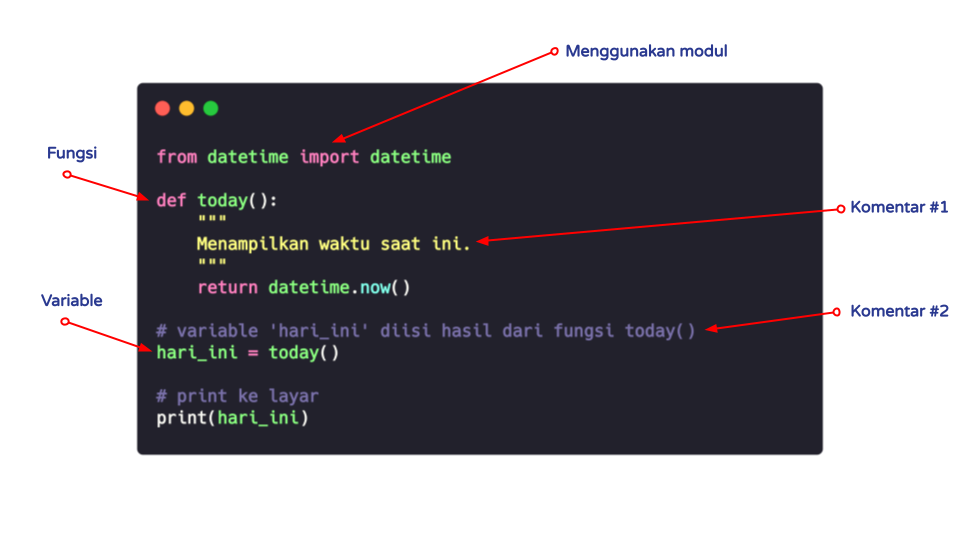 Menggunakan modul
from datetime import datetime
Fungsi
def today():
"""
Komentar #1
Menampilkan waktu saat ini.
"""
return datetime.now()
Variable
Komentar #2
# variable 'hari_ini' diisi hasil dari fungsi today()
hari_ini = today()
# print ke layar
print(hari_ini)